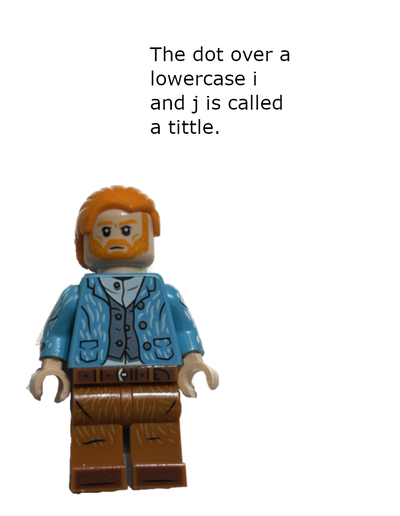 The dot over a
lowercase i
and j is called
a tittle.